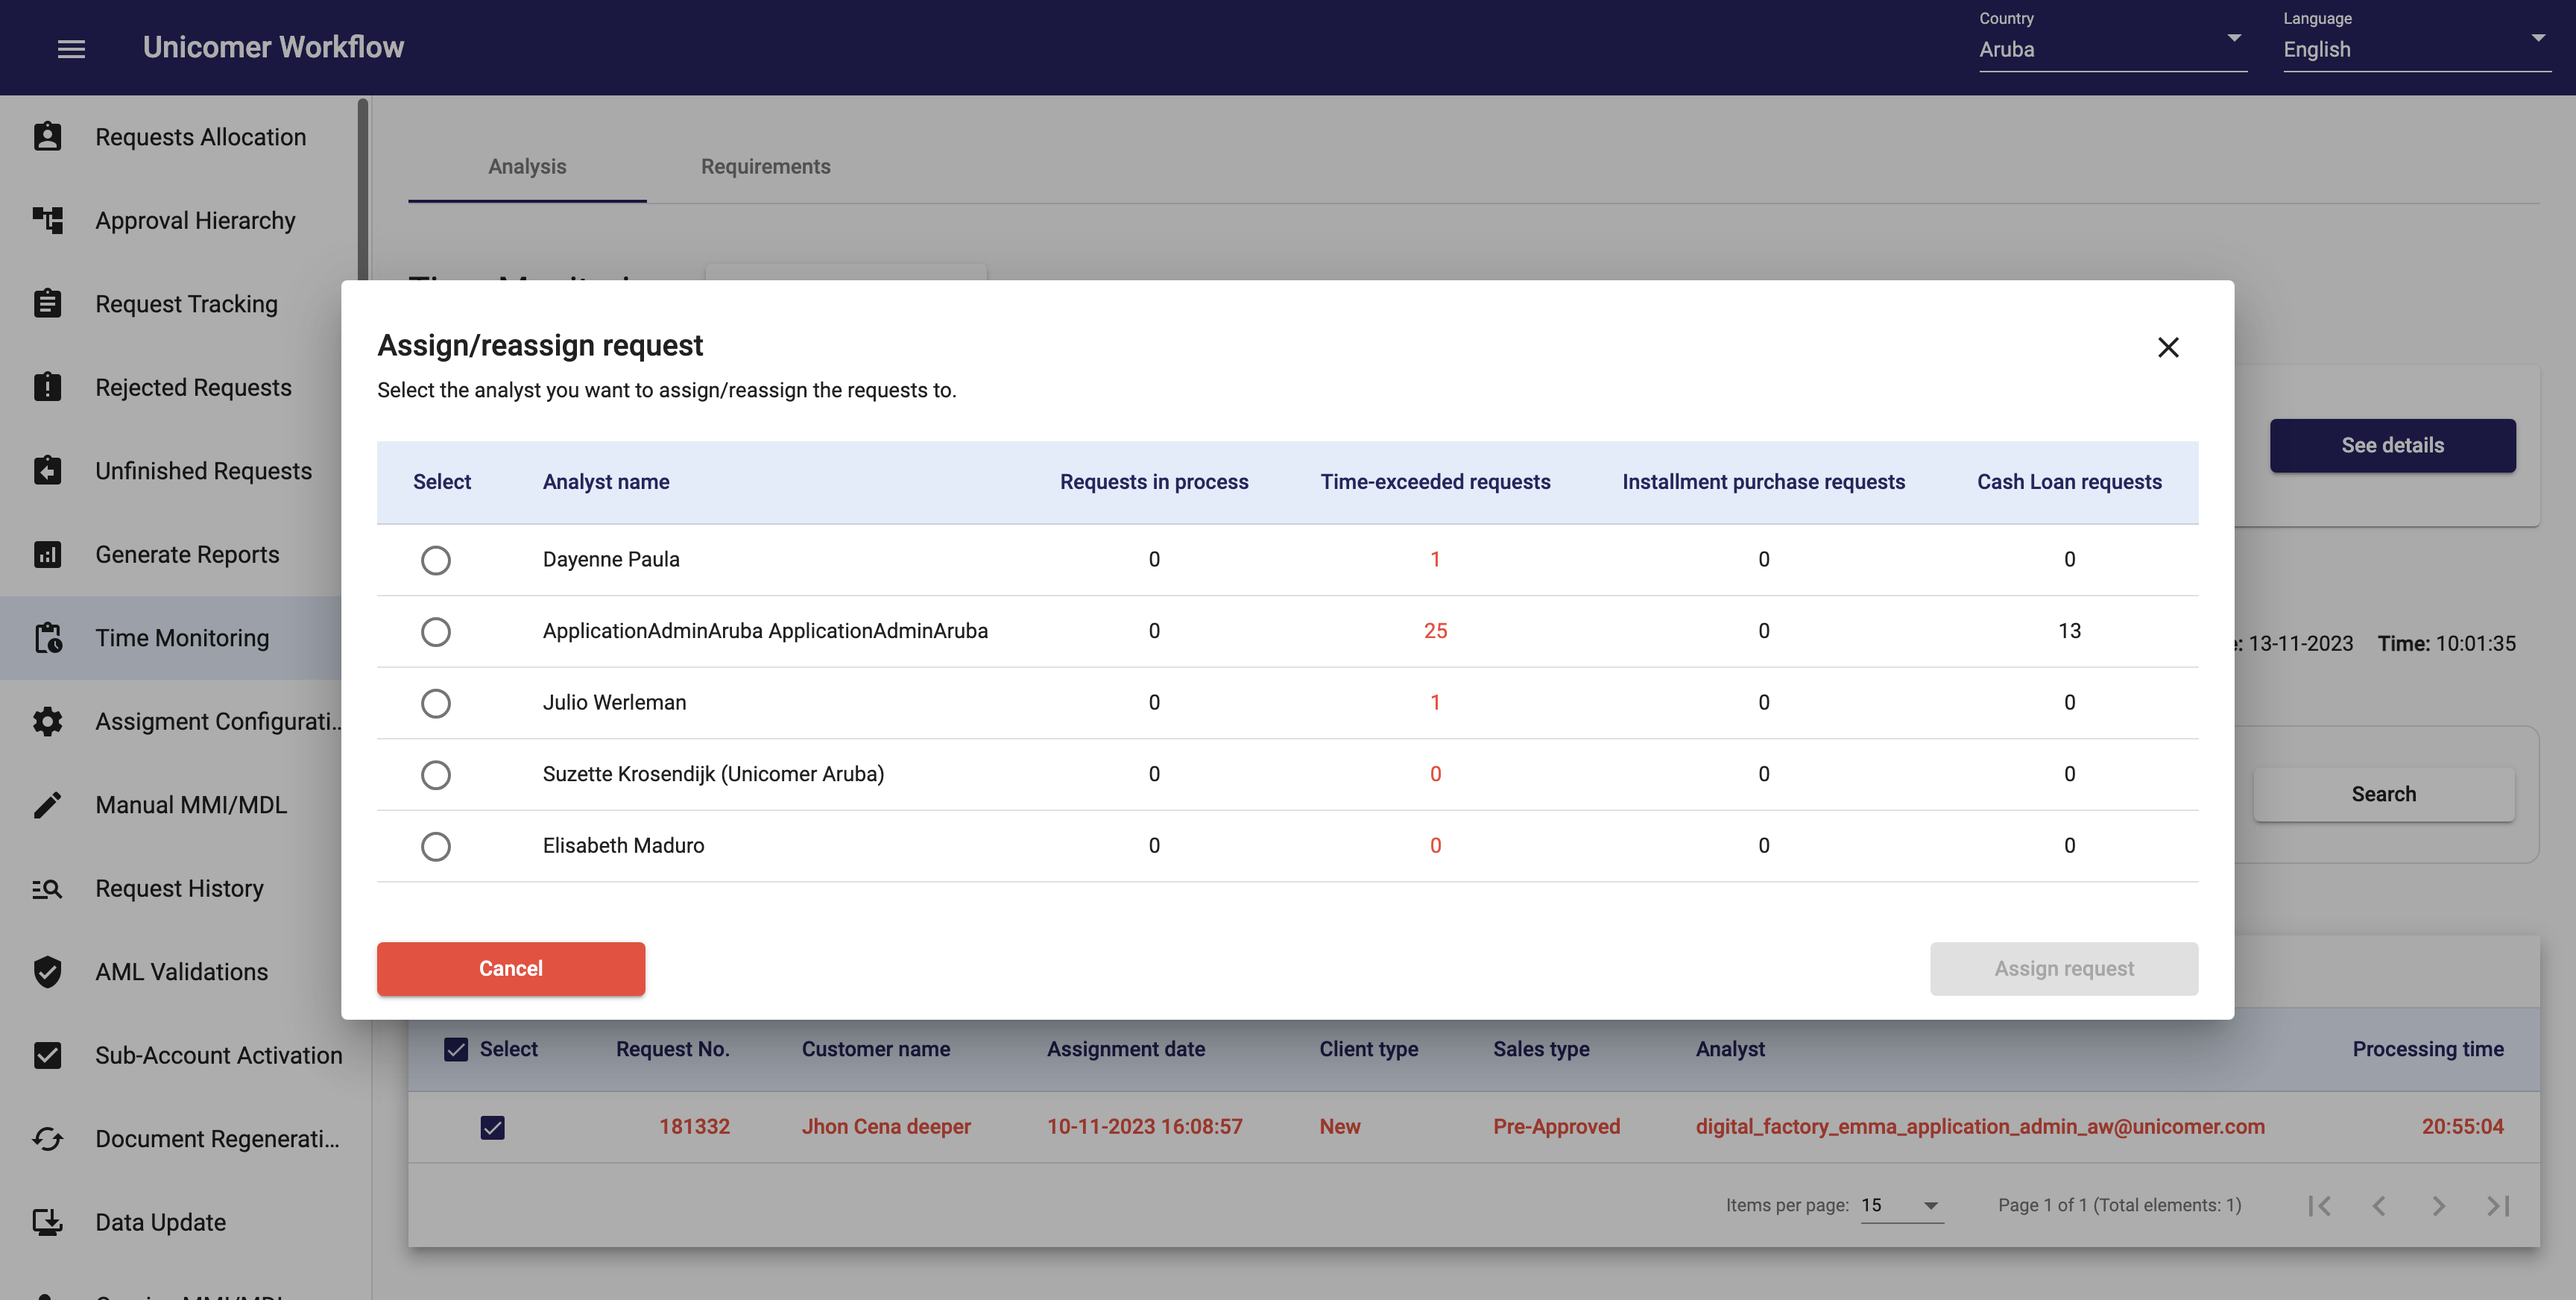 Unicomer Workflow
Country
Aruba
Language
English
Requests Allocation
Approval Hierarchy
Request Tracking
Rejected Requests
Unfinished Requests
Generate Reports
Time Monitoring
Assigment Configurati...
Manual MMI/MDL
Request History
AML Validations
Sub-Account Activation
Document Regenerati...
Data Update
Analysis
Requirements
See details
13-11-2023 Time: 10:01:35
Search
Assign/reassign request
Select the analyst you want to assign/reassign the requests to.
Select Analyst name Requests in process Time-exceeded requests Installment purchase requests Cash Loan requests
Dayenne Paula 0 1 0 0
ApplicationAdminAruba ApplicationAdminAruba 0 25 0 13
Julio Werleman 0 1 0 0
Suzette Krosendijk (Unicomer Aruba) 0 0 0 0
Elisabeth Maduro 0 0 0 0
Cancel
Assign request
Select Request No. Customer name Assignment date Client type Sales type Analyst Processing time
181332 Jhon Cena deeper 10-11-2023 16:08:57 New Pre-Approved digital_factory_emma_application_admin_aw@unicomer.com 20:55:04
Items per page: 15 Page 1 of 1 (Total elements: 1)